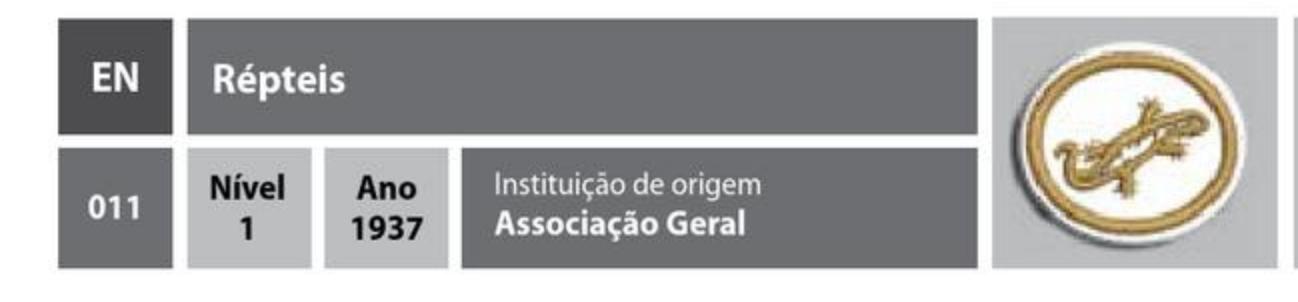 EN
Répteis
011
Nível
1
Ano
1937
Instituição de origem
Associação Geral